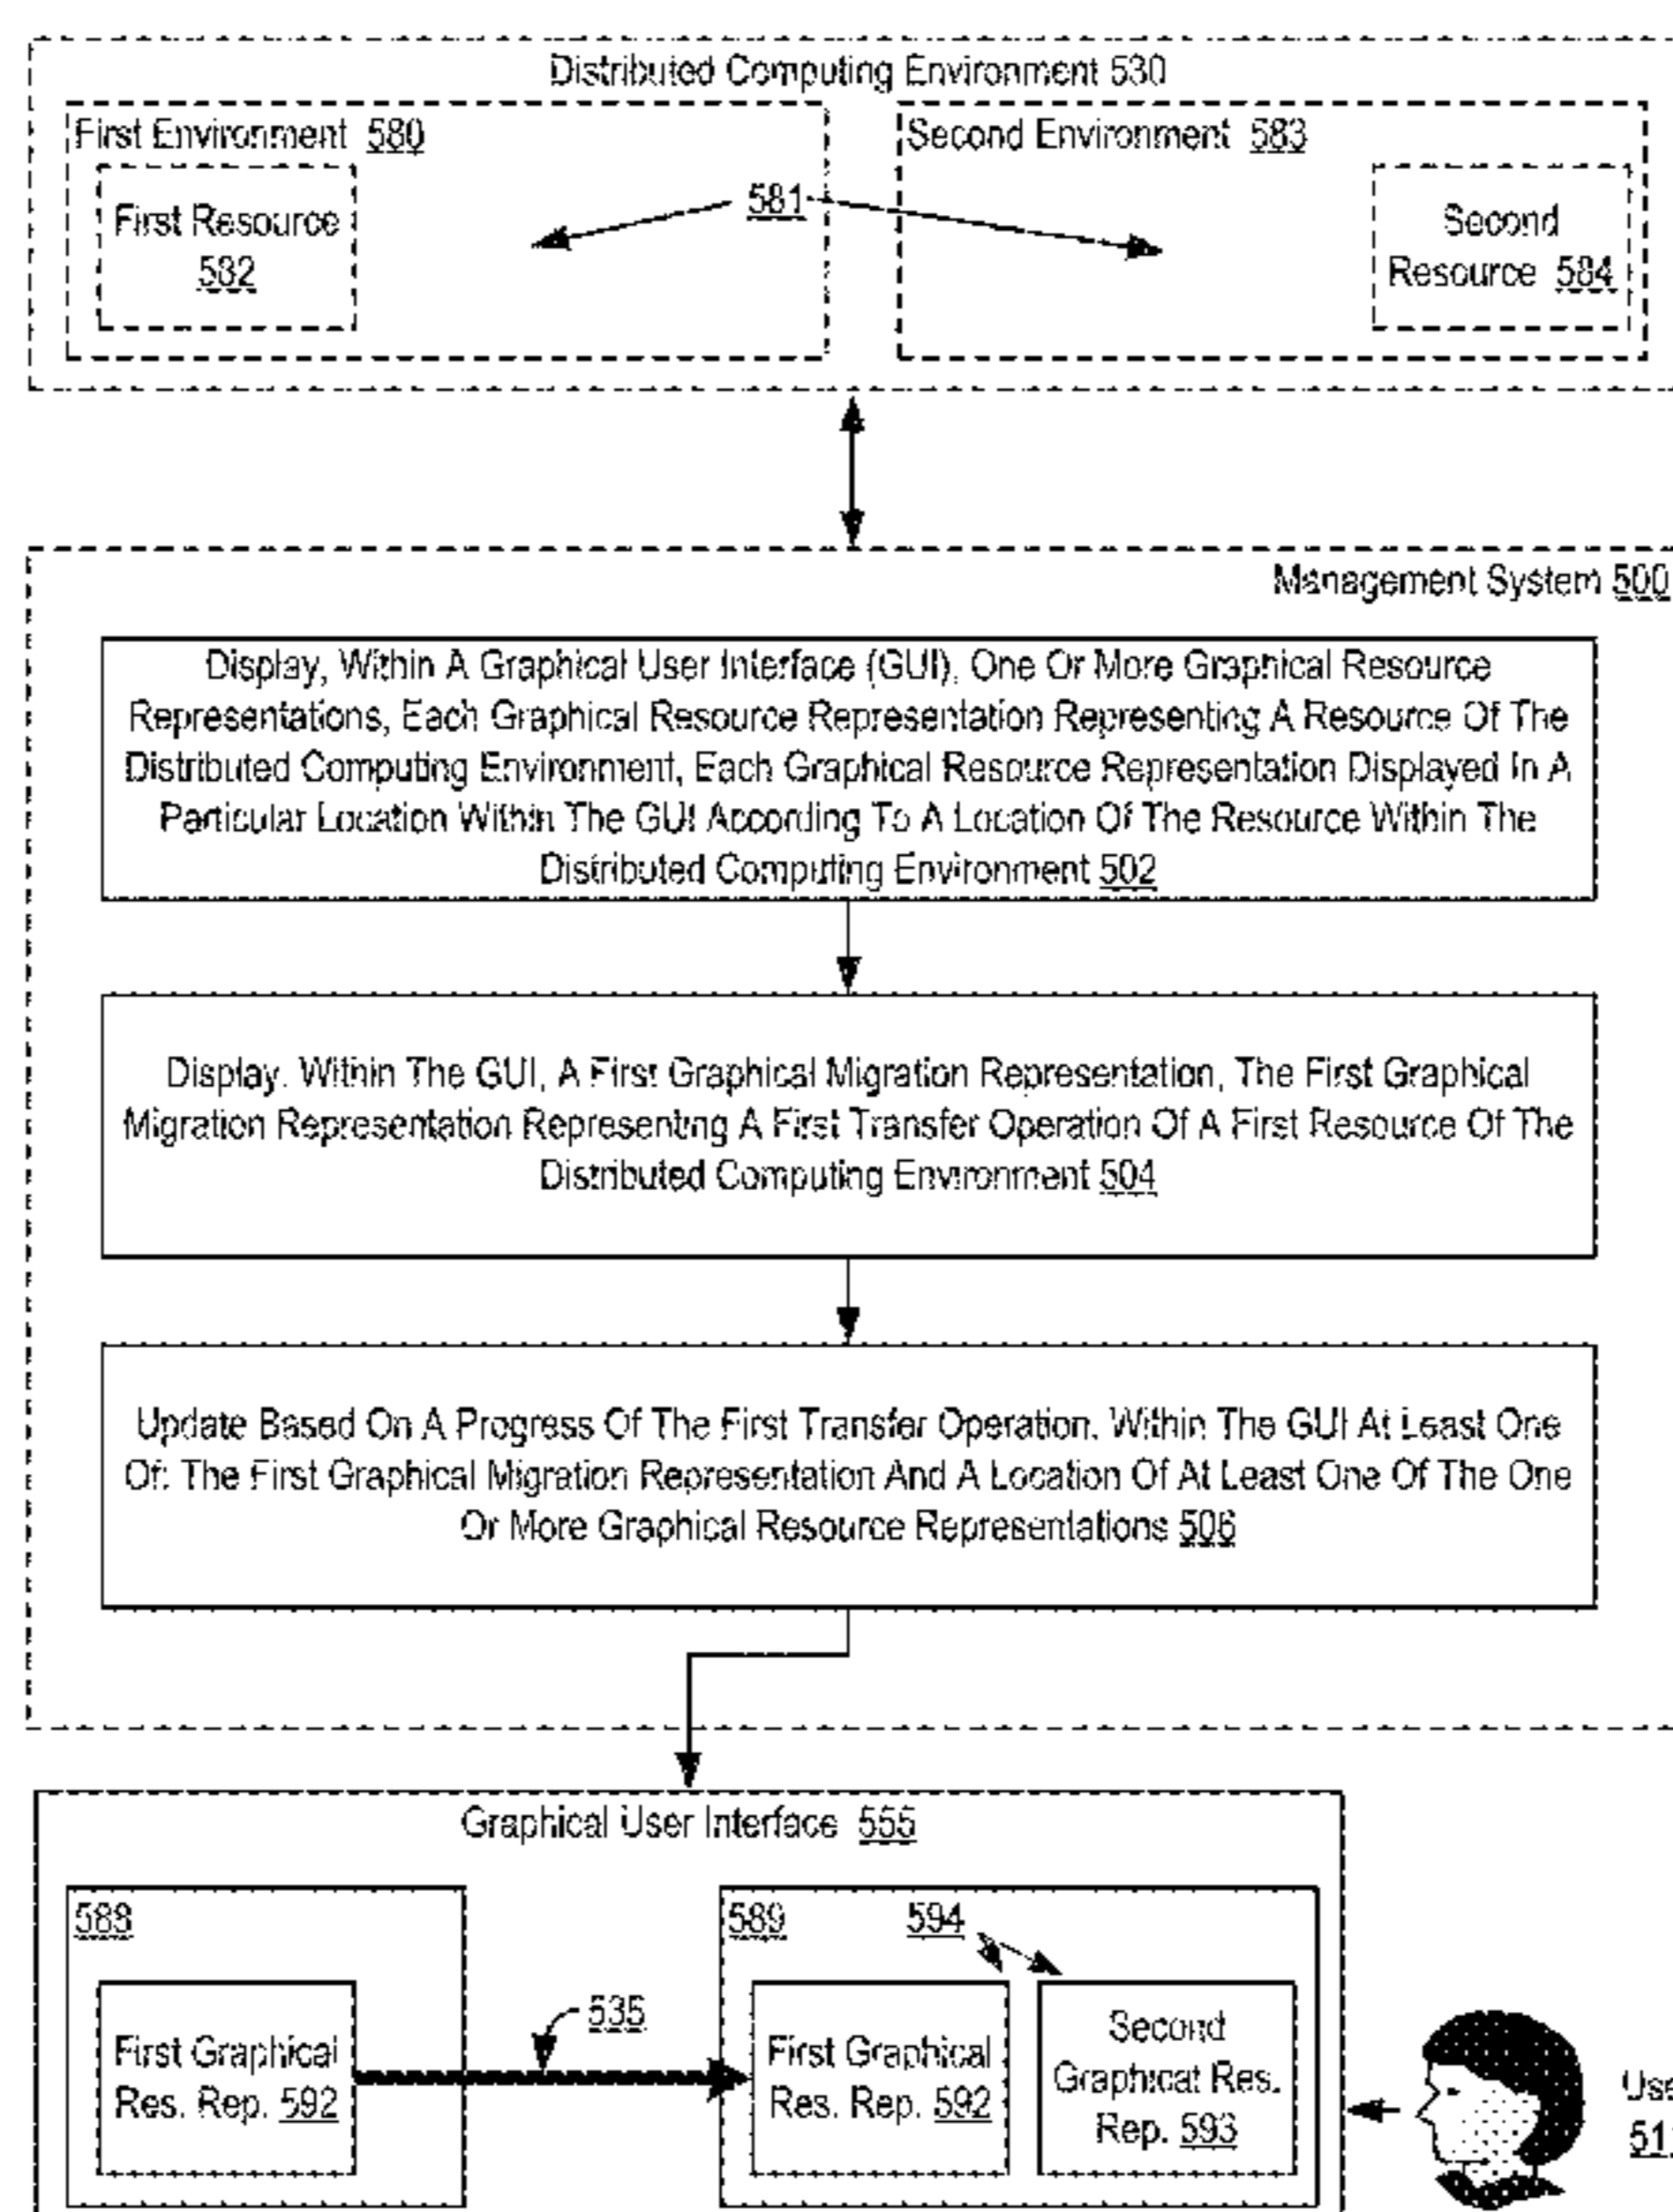 Distributed Computing Environment 530
First Environment 580
Second Environment 583
581
First Resource
582
Second
Resource 584
Management System 500
Display, Within A Graphical User Interface (GUI), One Or More Graphical Resource
Representations, Each Graphical Resource Representation Representing A Resource Of The
Distributed Computing Environment, Each Graphical Resource Representation Displayed In A
Particular Location Within The GUI According To A Location Of The Resource Within The
Distributed Computing Environment 502
Display, Within The GUI, A First Graphical Migration Representation, The First Graphical
Migration Representation Representing A First Transfer Operation Of A First Resource Of The
Distributed Computing Environment 504
Update Based On A Progress Of The First Transfer Operation, Within The GUI At Least One
Of: The First Graphical Migration Representation And A Location Of At Least One Of The One
Or More Graphical Resource Representations 506
Graphical User Interface 555
588
589
594
535
First Graphical
Res. Rep. 592
First Graphical
Res. Rep. 592
Second
Graphical Res.
Rep. 593